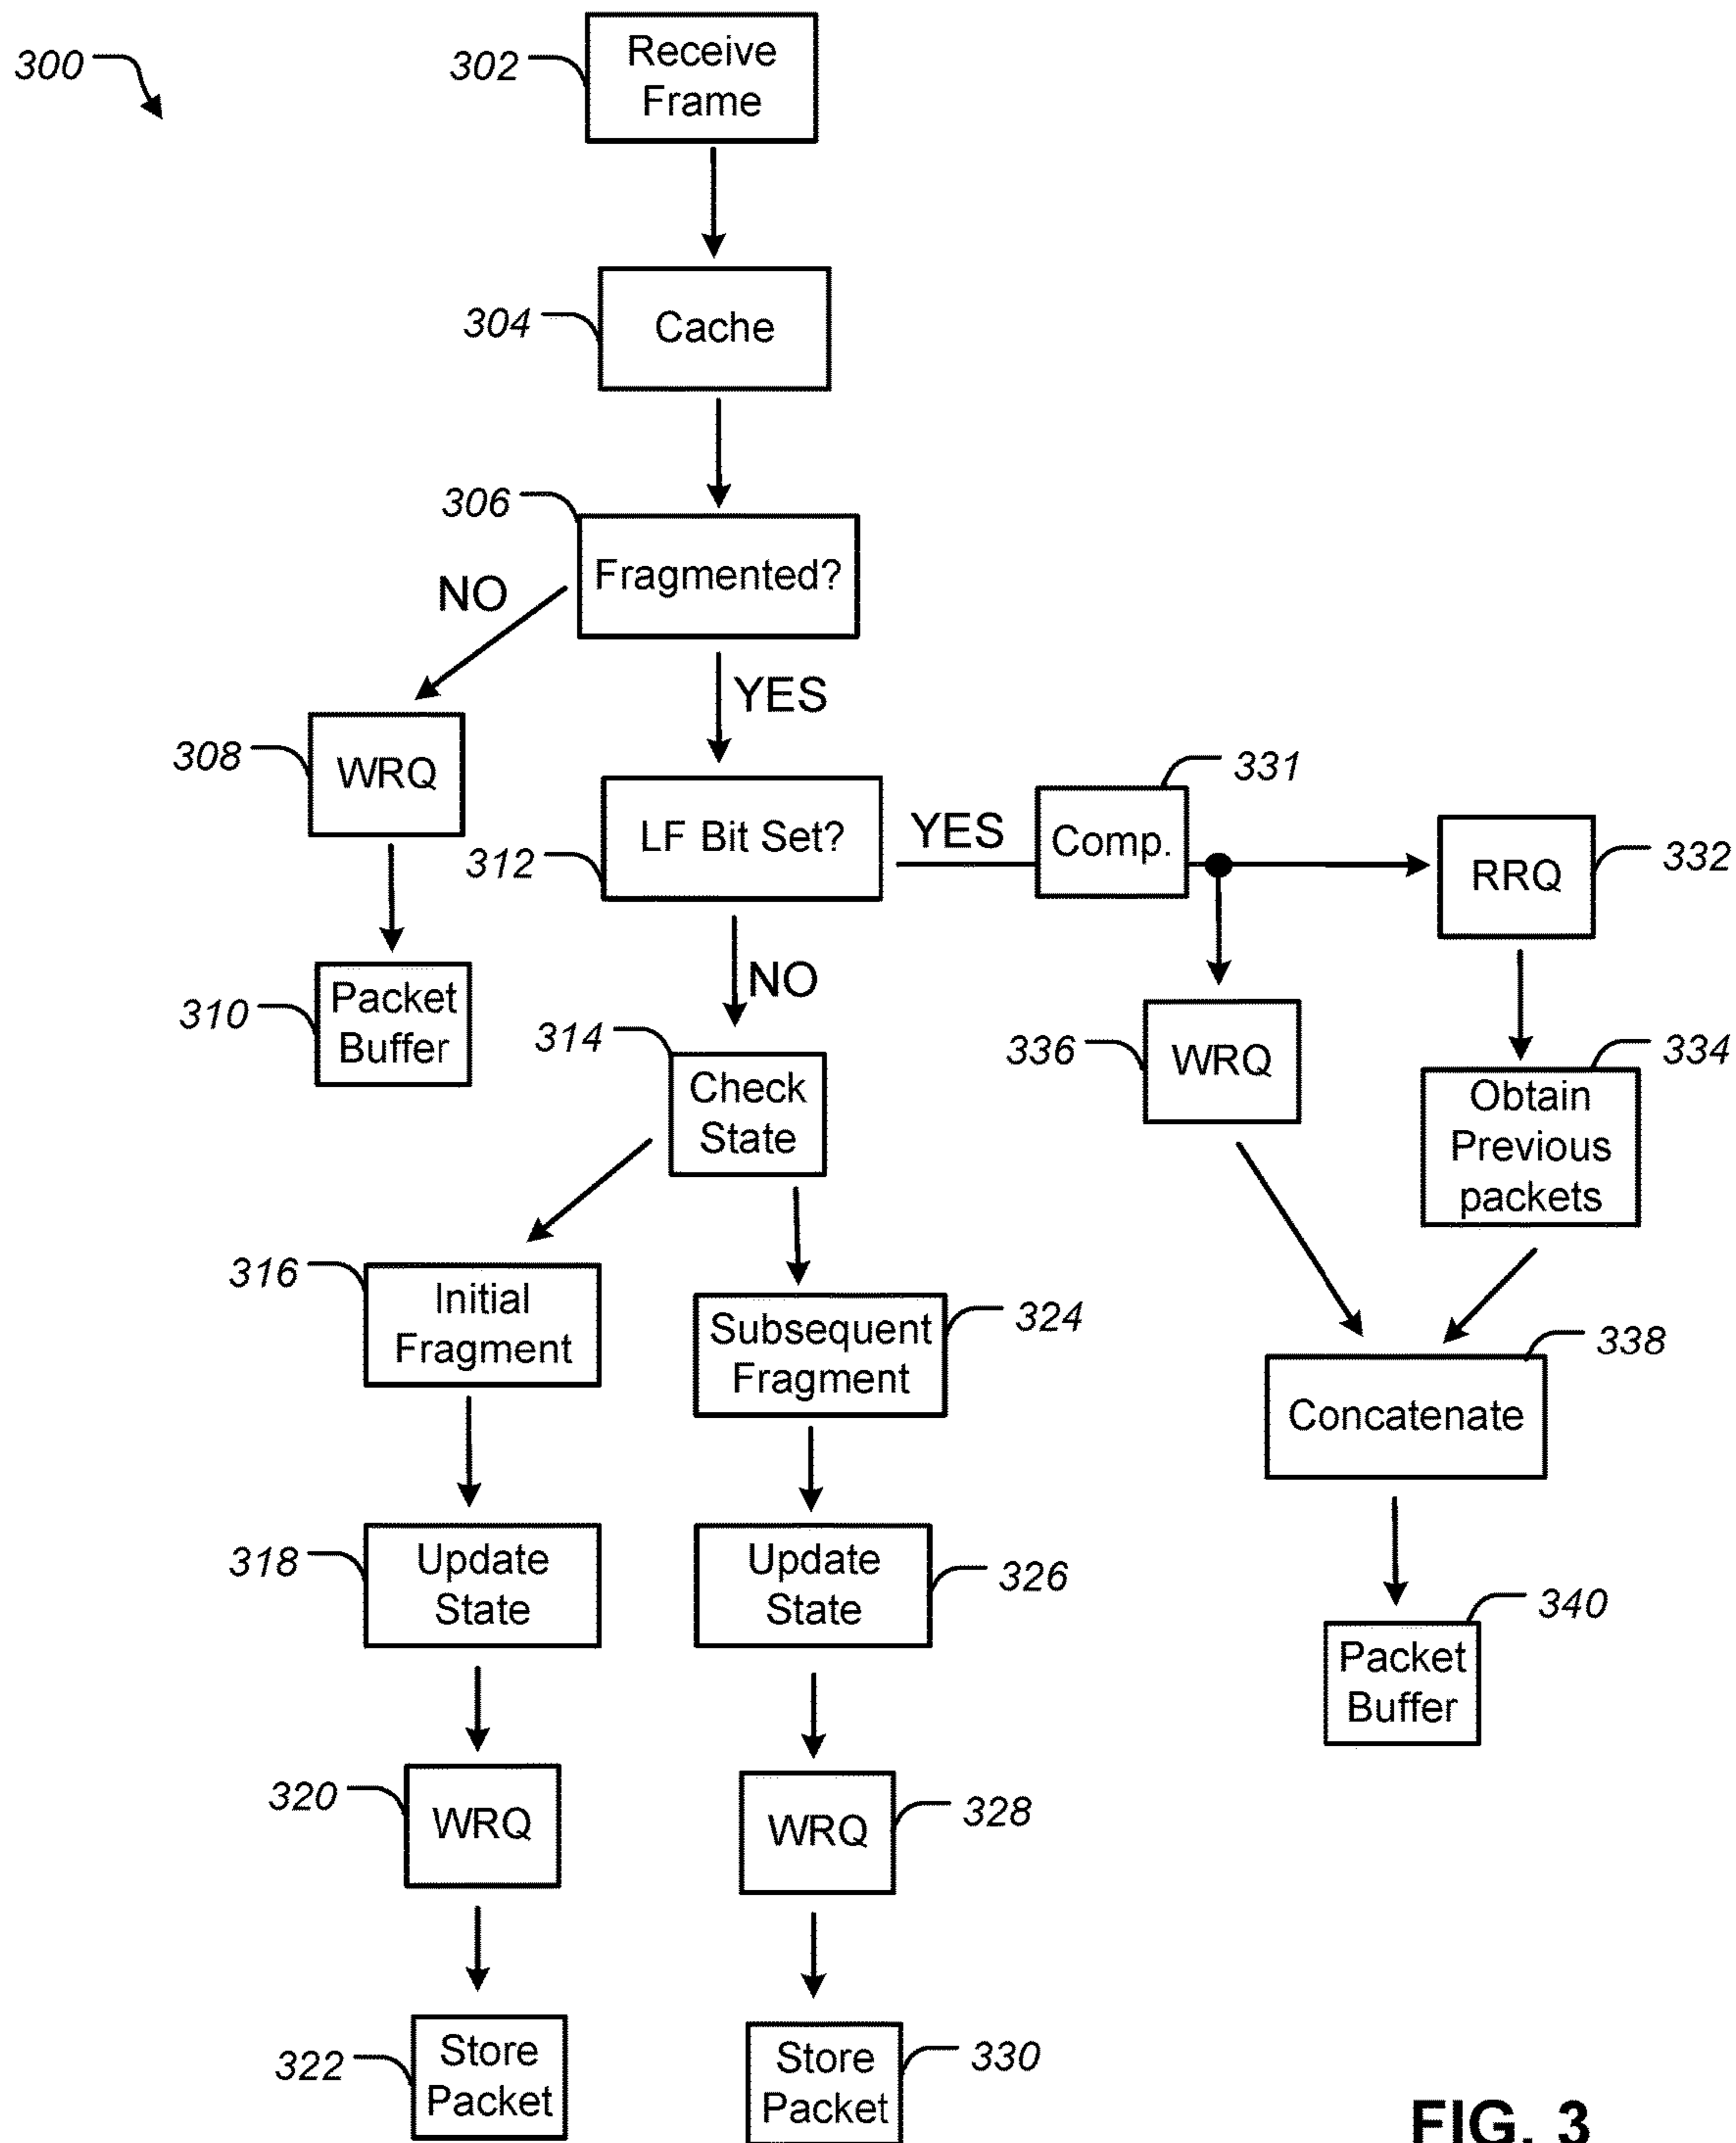 300
302
Receive
Frame
304
Cache
306
Fragmented?
NO
YES
308
WRQ
312
LF Bit Set?
YES
331
Comp.
RRQ
332
310
Packet
Buffer
NO
314
Check
State
336
WRQ
334
Obtain
Previous
packets
316
Initial
Fragment
Subsequent
Fragment
324
338
Concatenate
318
Update
State
Update
State
326
340
Packet
Buffer
320
WRQ
WRQ
328
322
Store
Packet
Store
Packet
330
FIG. 3